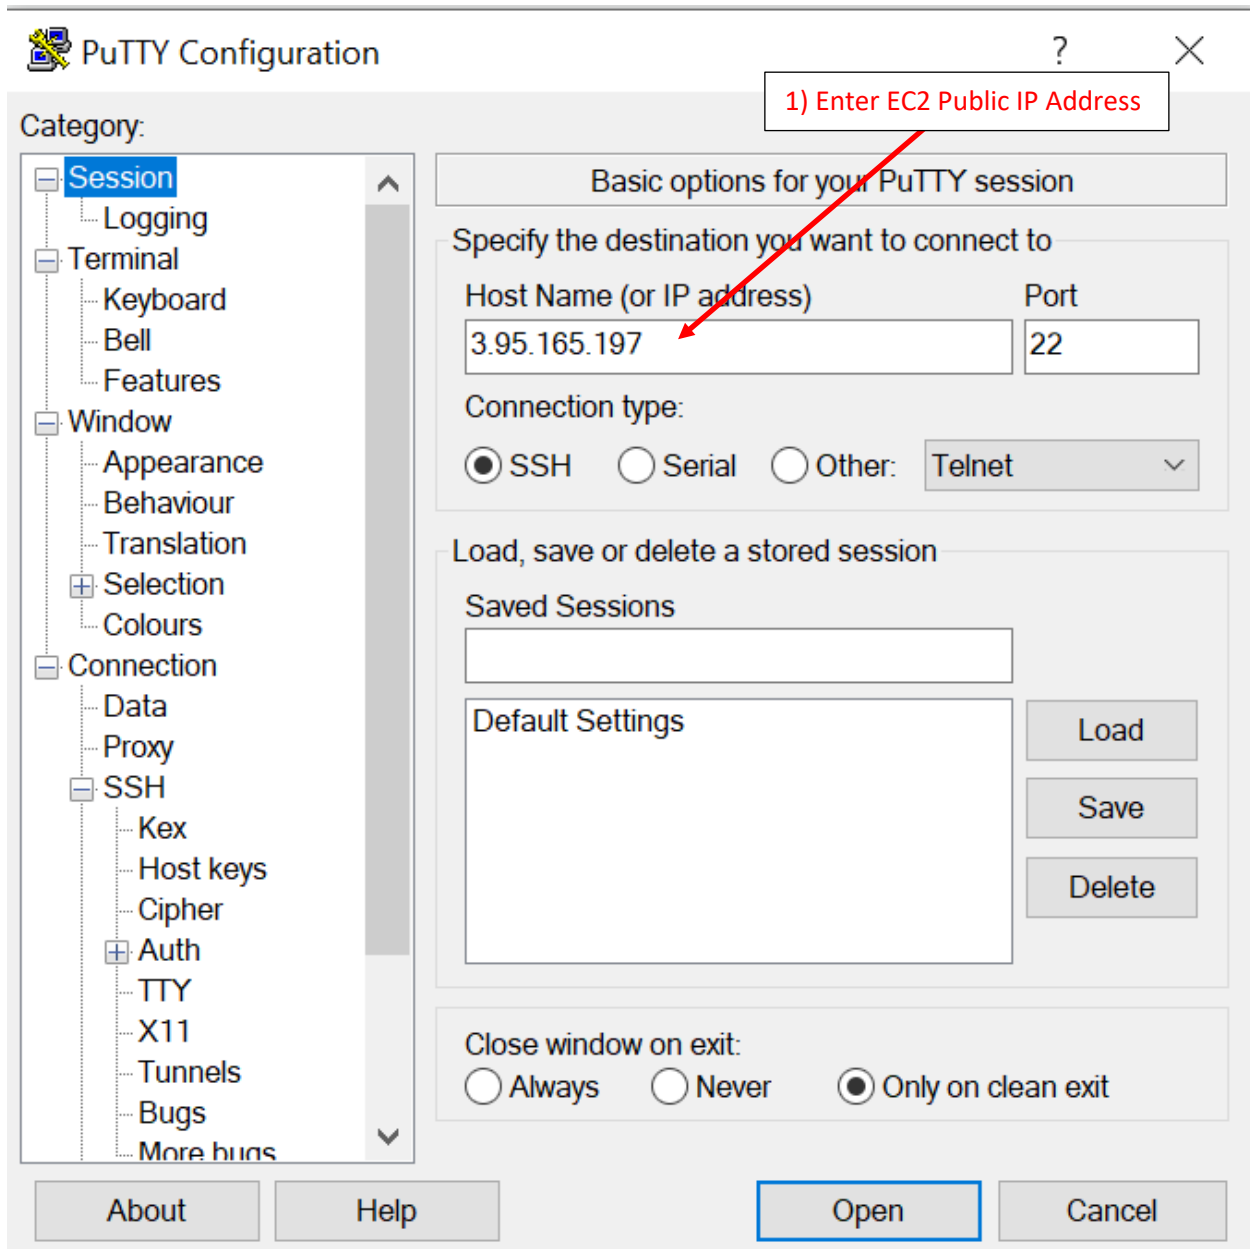 PuTTY Configuration
?
1) Enter EC2 Public IP Address
Category:
Session
Logging
Terminal
Keyboard
Bell
Features
Window
Appearance
Behaviour
Translation
Selection
Colours
Connection
Data
Proxy
SSH
Kex
Host keys
Cipher
Auth
TTY
X11
Tunnels
Bugs
More bugs
Basic options for your PuTTY session
Specify the destination you want to connect to
Host Name (or IP address) Port
3.95.165.197 22
Connection type:
SSH Serial Other: Telnet
Load, save or delete a stored session
Saved Sessions
Default Settings
Load
Save
Delete
Close window on exit:
Always Never Only on clean exit
About Help Open Cancel